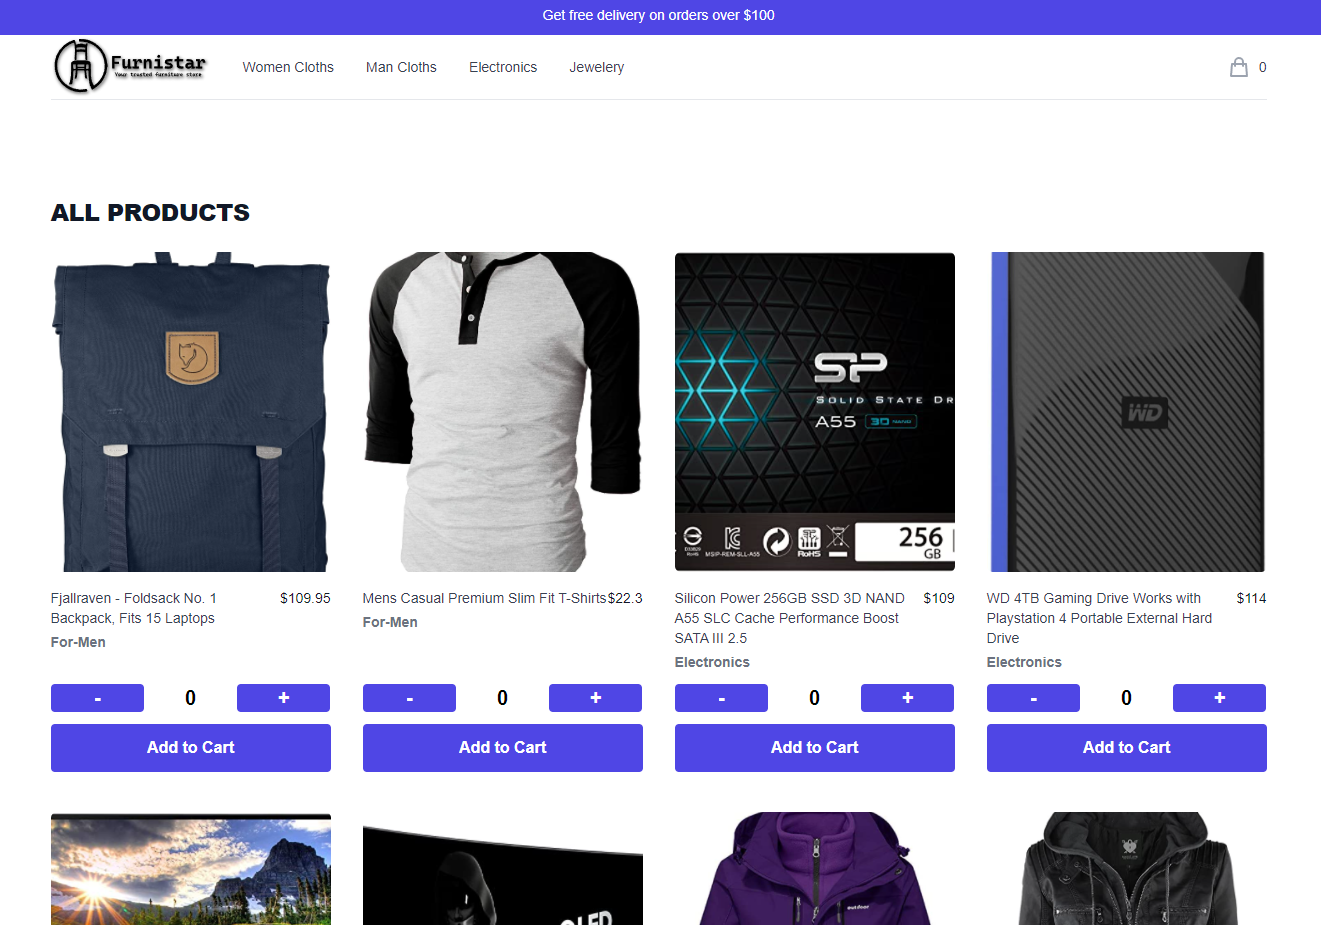 Get free delivery on orders over $100
Furnistar
Your trusted furniture store
Women Cloths
Man Cloths
Electronics
Jewelery
0
ALL PRODUCTS
SP
SOLID STATE DR
A55 3D NAND
MSIP-REM-SLL-A55
RoHS
256
GB
WD
Fjallraven - Foldsack No. 1
Backpack, Fits 15 Laptops
$109.95
For-Men
Mens Casual Premium Slim Fit T-Shirts
$22.3
For-Men
Silicon Power 256GB SSD 3D NAND
A55 SLC Cache Performance Boost
SATA III 2.5
$109
Electronics
WD 4TB Gaming Drive Works with
Playstation 4 Portable External Hard
Drive
$114
Electronics
- 0 +
- 0 +
- 0 +
- 0 +
Add to Cart
Add to Cart
Add to Cart
Add to Cart
outdoor